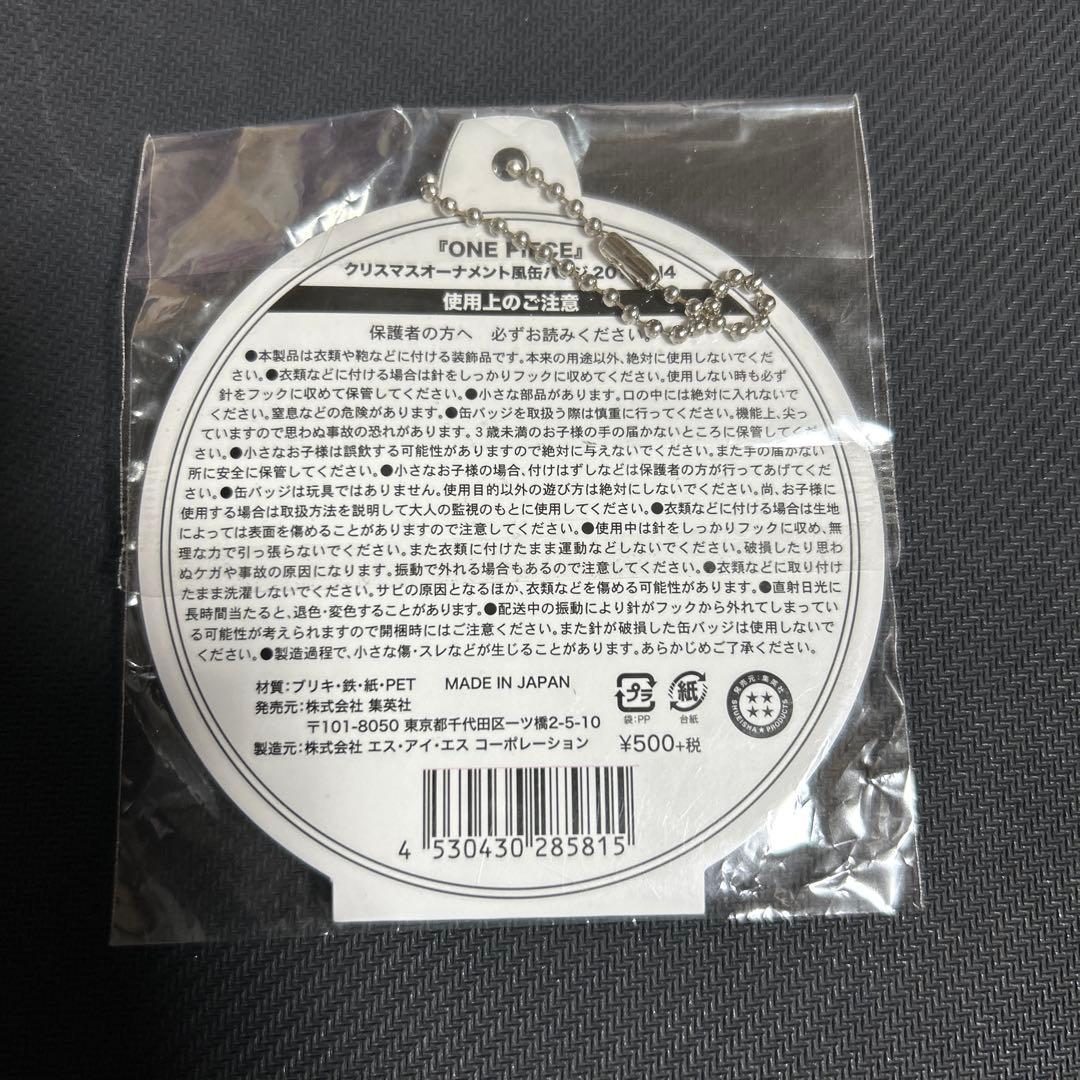 『ONE PIECE』
クリスマスオーナメント風缶バッジ 20
使用上のご注意
保護者の方へ 必ずお読みください。
●本製品は衣類や鞄などに付ける装飾品です。本来の用途以外、絶対に使用しないでくだ
さい。●衣類などに付ける場合は針をしっかりフックに収めてください。使用しない時も必ず
針をフックに収めて保管してください。●小さな部品があります。口の中には絶対に入れないで
ください。窒息などの危険があります。●缶バッジを取扱う際は慎重に行ってください。機能上、尖っ
ていますので思わぬ事故の恐れがあります。3歳未満のお子様の手の届かないところに保管してください。
●小さなお子様は誤飲する可能性がありますので絶対に与えないでください。また手の届かない
所に安全に保管してください。●小さなお子様の場合、付けはずしなどは保護者の方が行ってあげてくだ
さい。●缶バッジは玩具ではありません。使用目的以外の遊び方は絶対にしないでください。尚、お子様に
使用する場合は取扱方法を説明して大人の監視のもとに使用してください。●衣類などに付ける場合は生地
によっては表面を傷めることがありますので注意してください。●使用中は針をしっかりフックに収め、無
理な力で引っ張らないでください。また衣類に付けたまま運動などしないでください。破損したり思わ
ぬケガや事故の原因になります。振動で外れる場合もあるので注意してください。●衣類などに取り付け
たまま洗濯しないでください。サビの原因となるほか、衣類などを傷める可能性があります。●直射日光に
長時間当たると、退色・変色することがあります。●配送中の振動により針がフックから外れてしまってい
る可能性が考えられますので開梱時にはご注意ください。また針が破損した缶バッジは使用しないで
ください。●製造過程で、小さな傷・スレなどが生じることがあります。あらかじめご了承ください。
材質：ブリキ・鉄・紙・PET MADE IN JAPAN
発売元：株式会社 集英社
〒101-8050 東京都千代田区一ツ橋2-5-10
製造元：株式会社 エス・アイ・エス コーポレーション
プラ
袋：PP
紙
台紙
発売元：集英社
SHUEISHA★PRODUCTS
¥500+税
4 530430 285815